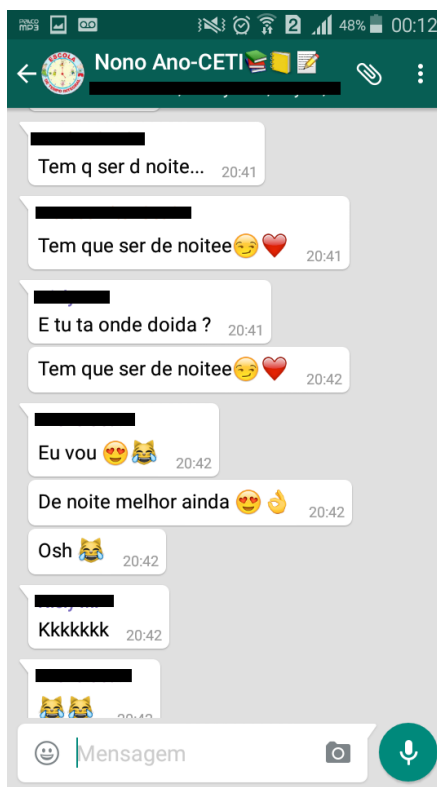 48% 00:12
Nono Ano-CETI📚📒📝
Tem q ser d noite... 20:41
Tem que ser de noitee😏❤️ 20:41
E tu ta onde doida ? 20:41
Tem que ser de noitee😏❤️ 20:42
Eu vou 😍😹 20:42
De noite melhor ainda 😍👌 20:42
Osh 😹 20:42
Kkkkkkk 20:42
😹😹
Mensagem